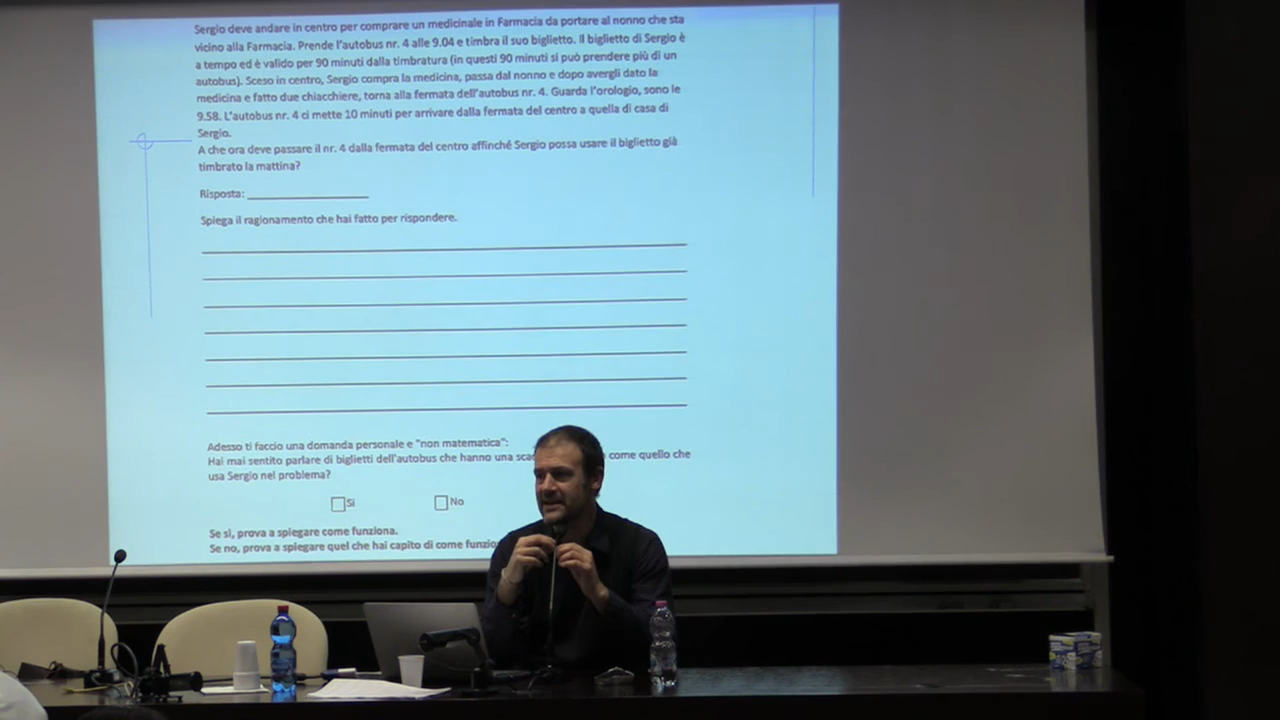 Sergio deve andare in centro per comprare un medicinale in Farmacia da portare al nonno che sta
vicino alla Farmacia. Prende l'autobus nr. 4 alle 9.04 e timbra il suo biglietto. Il biglietto di Sergio è
a tempo ed è valido per 90 minuti dalla timbratura (in questi 90 minuti si può prendere più di un
autobus). Sceso in centro, Sergio compra la medicina, passa dal nonno e dopo avergli dato la
medicina e fatto due chiacchiere, torna alla fermata dell'autobus nr. 4. Guarda l'orologio, sono le
9.58. L'autobus nr. 4 ci mette 10 minuti per arrivare dalla fermata del centro a quella di casa di
Sergio.
A che ora deve passare il nr. 4 dalla fermata del centro affinché Sergio possa usare il biglietto già
timbrato la mattina?
Risposta:
Spiega il ragionamento che hai fatto per rispondere.
Adesso ti faccio una domanda personale e "non matematica":
Hai mai sentito parlare di biglietti dell'autobus che hanno una come quello che
usa Sergio nel problema?
Sì No
Se sì, prova a spiegare come funziona.
Se no, prova a spiegare quel che hai capito di come